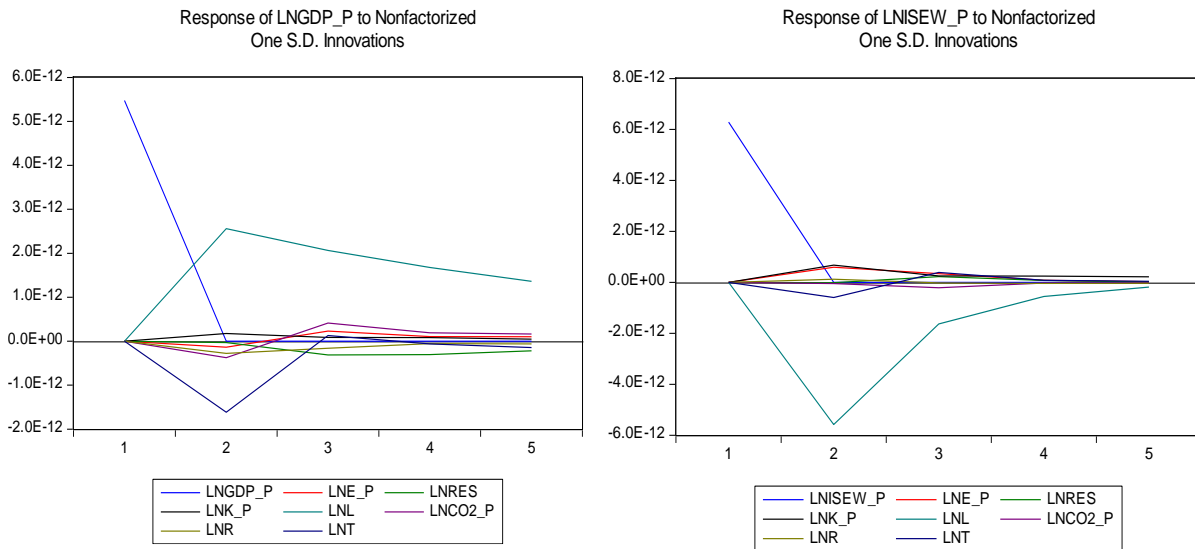 Response of LNGDP_P to Nonfactorized
One S.D. Innovations
6.0E-12
5.0E-12
4.0E-12
3.0E-12
2.0E-12
1.0E-12
0.0E+00
-1.0E-12
-2.0E-12
1 2 3 4 5
LNGDP_P LNE_P LNRES
LNK_P LNL LNCO2_P
LNR LNT
Response of LNISEW_P to Nonfactorized
One S.D. Innovations
8.0E-12
6.0E-12
4.0E-12
2.0E-12
0.0E+00
-2.0E-12
-4.0E-12
-6.0E-12
1 2 3 4 5
LNISEW_P LNE_P LNRES
LNK_P LNL LNCO2_P
LNR LNT